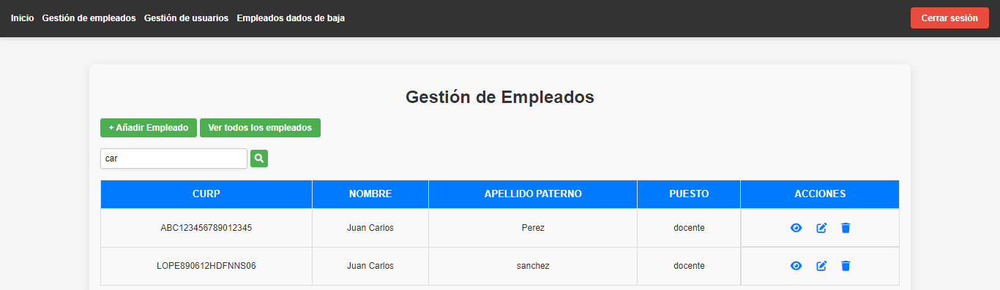 Inicio Gestión de empleados Gestión de usuarios Empleados dados de baja Cerrar sesión
Gestión de Empleados
+ Añadir Empleado Ver todos los empleados
car
CURP NOMBRE APELLIDO PATERNO PUESTO ACCIONES
ABC123456789012345 Juan Carlos Perez docente
LOPE890612HDFNNS06 Juan Carlos sanchez docente